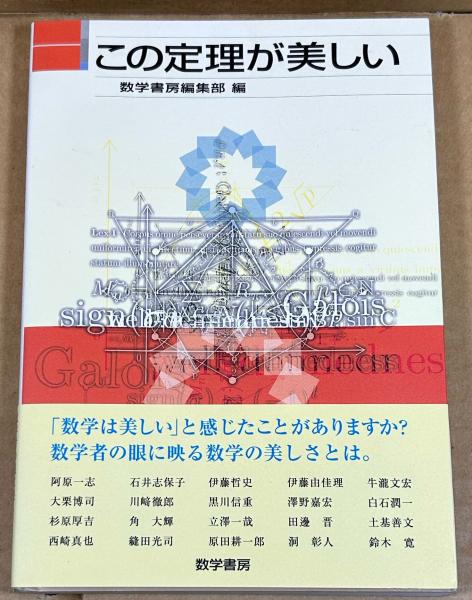 この定理が美しい
数学書房編集部 編
Lex I
Galois
Galois
「数学は美しい」と感じたことがありますか?
数学者の眼に映る数学の美しさとは。
阿原一志 石井志保子 伊藤哲史 伊藤由佳理 牛瀧文宏
大栗博司 川﨑徹郎 黒川信重 澤野嘉宏 白石潤一
杉原厚吉 角 大輝 立澤一哉 田邊 晋 土基善文
西崎真也 縫田光司 原田耕一郎 洞 彰人 鈴木 寛
数学書房